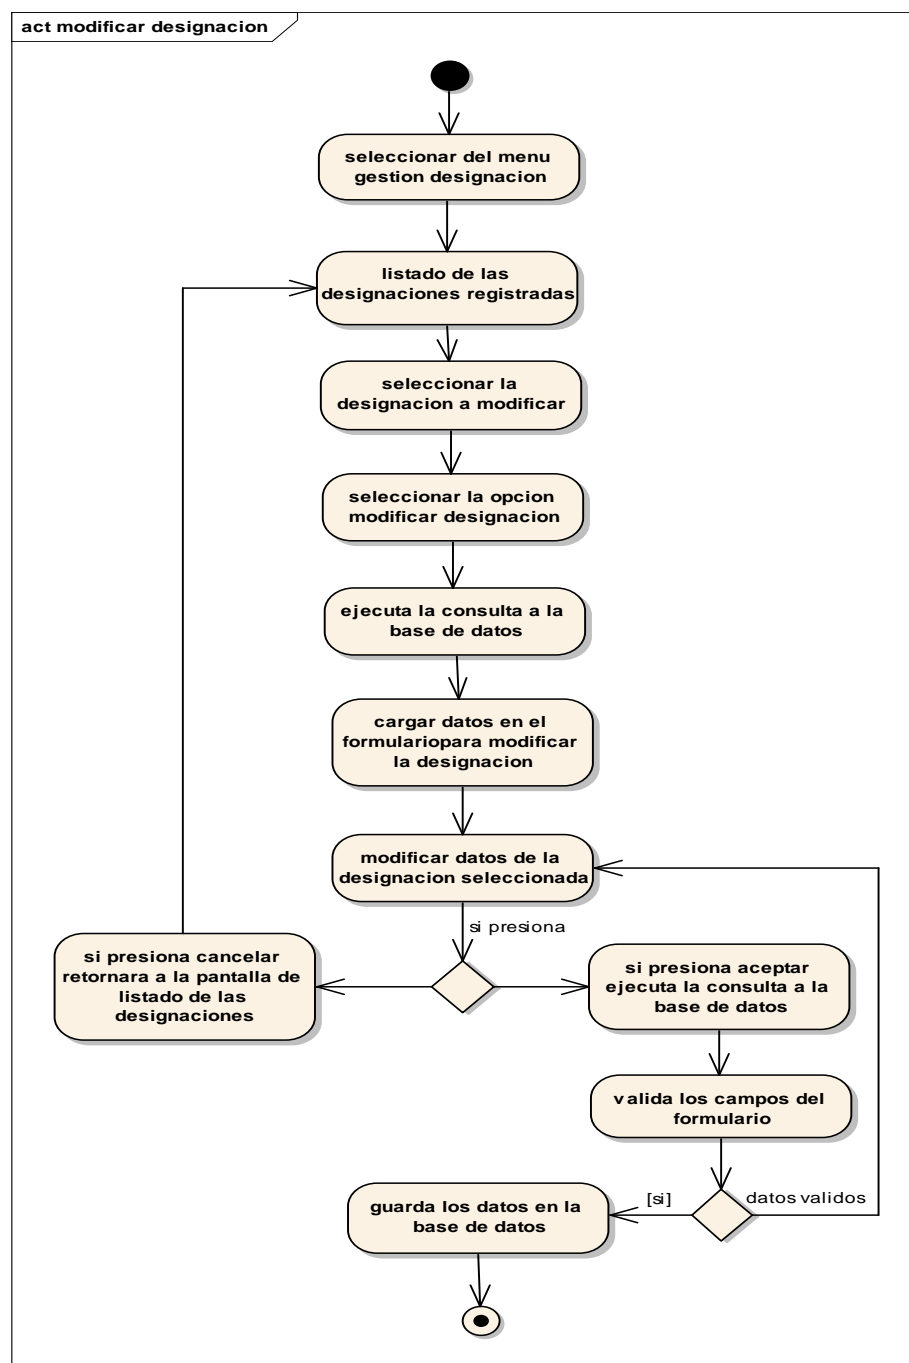 act modificar designacion
seleccionar del menu
gestion designacion
listado de las
designaciones registradas
seleccionar la
designacion a modificar
seleccionar la opcion
modificar designacion
ejecuta la consulta a la
base de datos
cargar datos en el
formulariopara modificar
la designacion
modificar datos de la
designacion seleccionada
si presiona
si presiona cancelar
retornara a la pantalla de
listado de las
designaciones
si presiona aceptar
ejecuta la consulta a la
base de datos
valida los campos del
formulario
[si]
datos validos
guarda los datos en la
base de datos